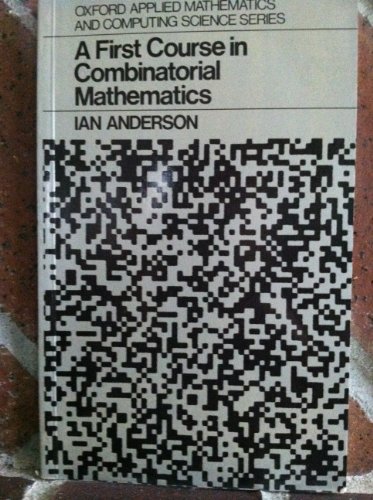 OXFORD APPLIED MATHEMATICS
AND COMPUTING SCIENCE SERIES
A First Course in
Combinatorial
Mathematics
IAN ANDERSON